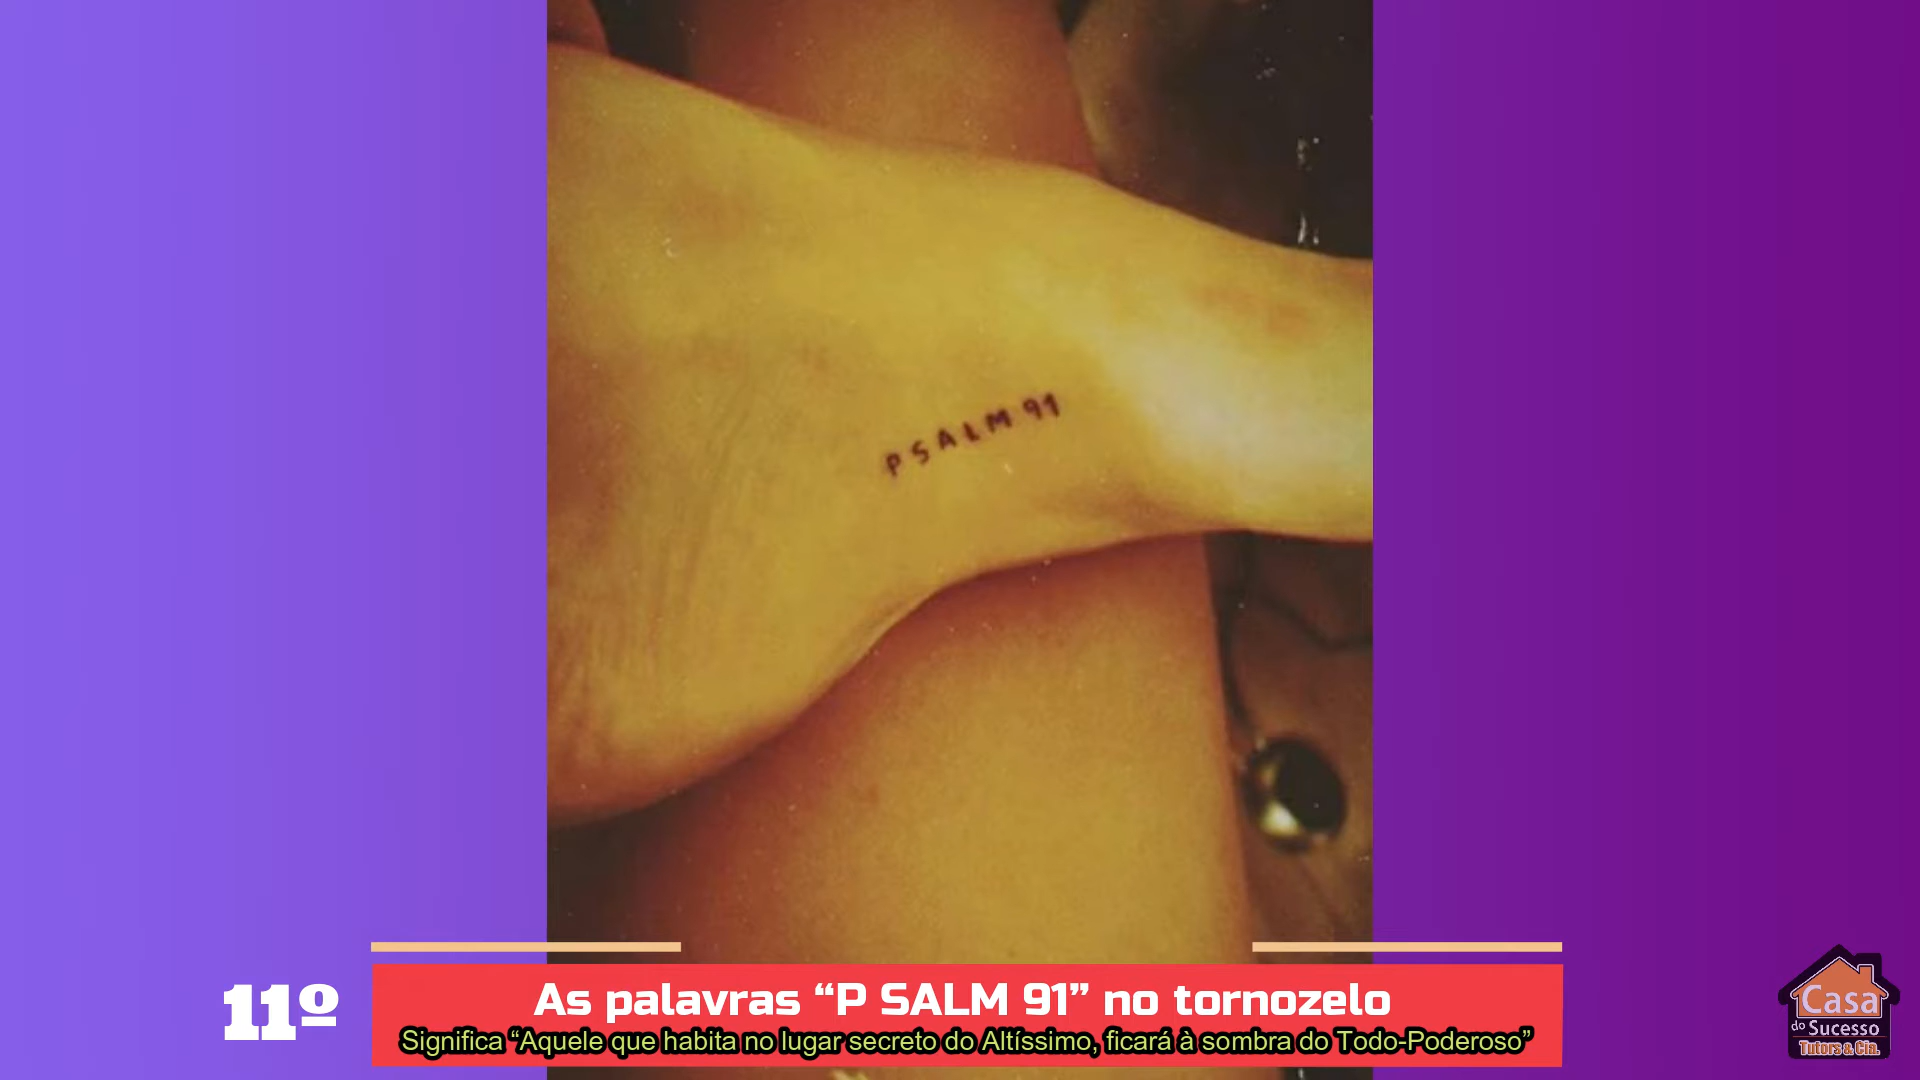 PSALM 91
11º
As palavras “P SALM 91” no tornozelo
Significa “Aquele que habita no lugar secreto do Altíssimo, ficará à sombra do Todo-Poderoso”
Casa
do Sucesso
Tutors & Cia.